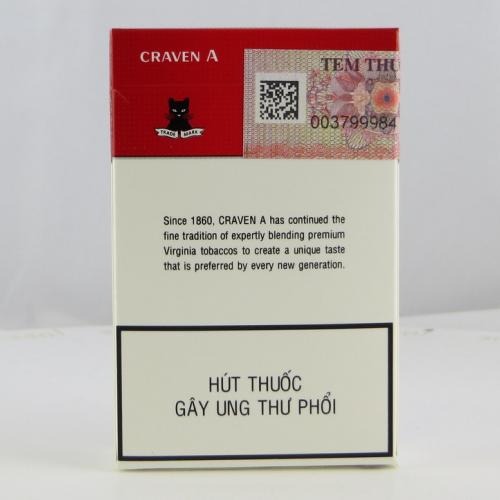 CRAVEN A
TEM THU
003799984
TRADE MARK
Since 1860, CRAVEN A has continued the
fine tradition of expertly blending premium
Virginia tobaccos to create a unique taste
that is preferred by every new generation.
HÚT THUỐC
GÂY UNG THƯ PHỔI